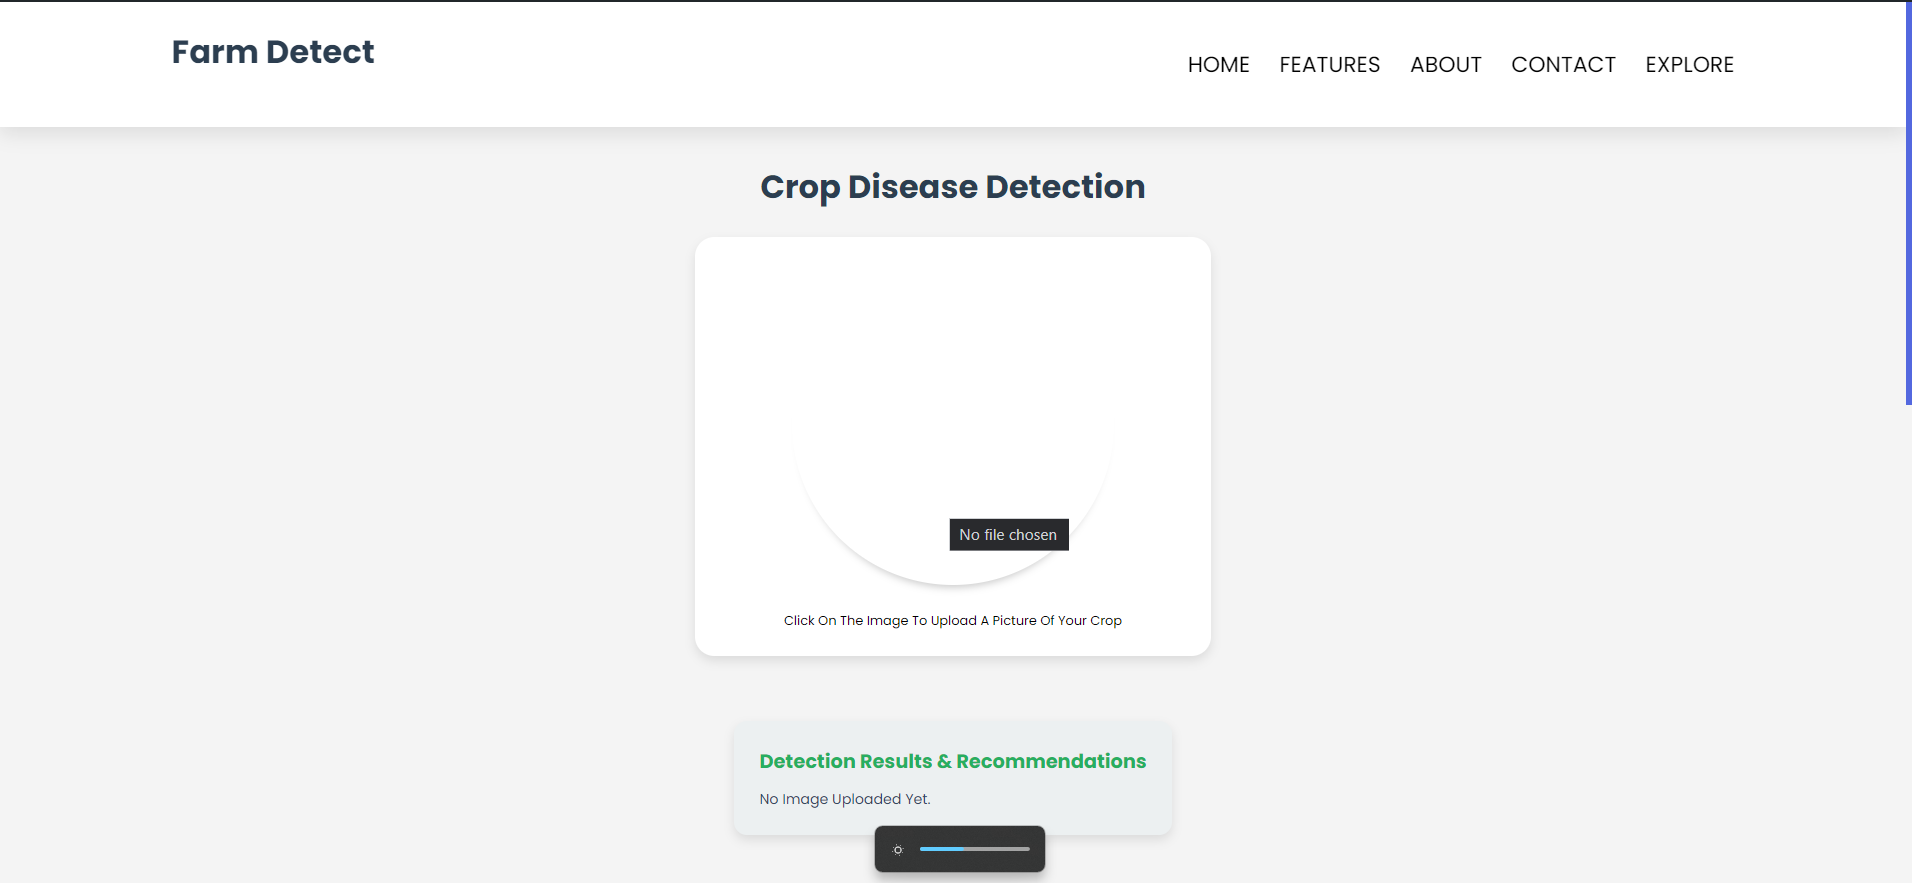 Farm Detect
HOME FEATURES ABOUT CONTACT EXPLORE
Crop Disease Detection
No file chosen
Click On The Image To Upload A Picture Of Your Crop
Detection Results & Recommendations
No Image Uploaded Yet.